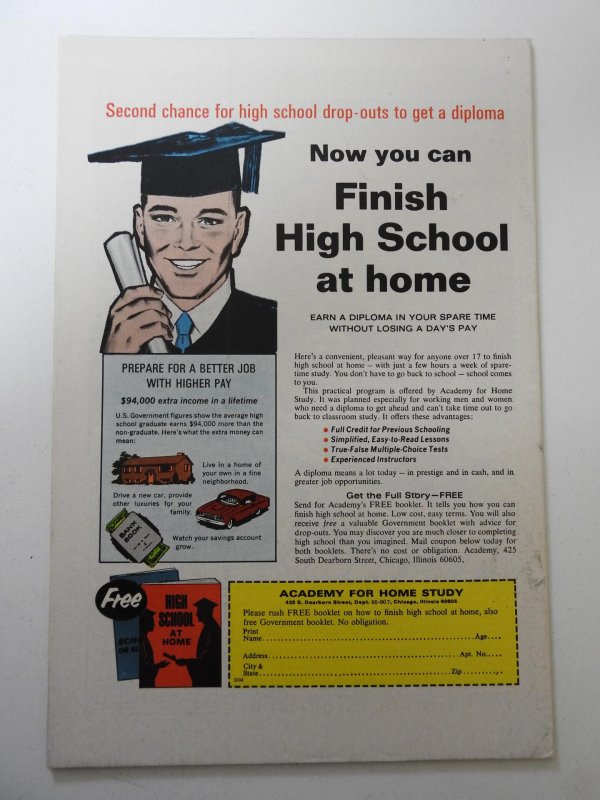 Second chance for high school drop-outs to get a diploma
Now you can
Finish
High School
at home
EARN A DIPLOMA IN YOUR SPARE TIME
WITHOUT LOSING A DAY'S PAY
PREPARE FOR A BETTER JOB
WITH HIGHER PAY
$94,000 extra income in a lifetime
U.S. Government figures show the average high
school graduate earns $94,000 more than the
non-graduate. Here's what the extra money can
mean:
Live in a home of
your own in a fine
neighborhood.
Drive a new car, provide
other luxuries for your
family.
BANK
BOOK
Watch your savings account
grow.
Here's a convenient, pleasant way for anyone over 17 to finish
high school at home – with just a few hours a week of spare-
time study. You don't have to go back to school – school comes
to you.
This practical program is offered by Academy for Home
Study. It was planned especially for working men and women
who need a diploma to get ahead and can't take time out to go
back to classroom study. It offers these advantages:
• Full Credit for Previous Schooling
• Simplified, Easy-to-Read Lessons
• True-False Multiple-Choice Tests
• Experienced Instructors
A diploma means a lot today – in prestige and in cash, and in
greater job opportunities.
Get the Full Story—FREE
Send for Academy's FREE booklet. It tells you how you can
finish high school at home. Low cost, easy terms. You will also
receive free a valuable Government booklet with advice for
drop-outs. You may discover you are much closer to completing
high school than you imagined. Mail coupon below today for
both booklets. There's no cost or obligation. Academy, 425
South Dearborn Street, Chicago, Illinois 60605.
Free
HIGH
SCHOOL
AT
HOME
ACADEMY FOR HOME STUDY
425 S. Dearborn Street, Dept. Chicago, Illinois 60605
Please rush FREE booklet on how to finish high school at home, also
free Government booklet. No obligation.
Print
Name Age
Address Apt. No.
City &
State Zip